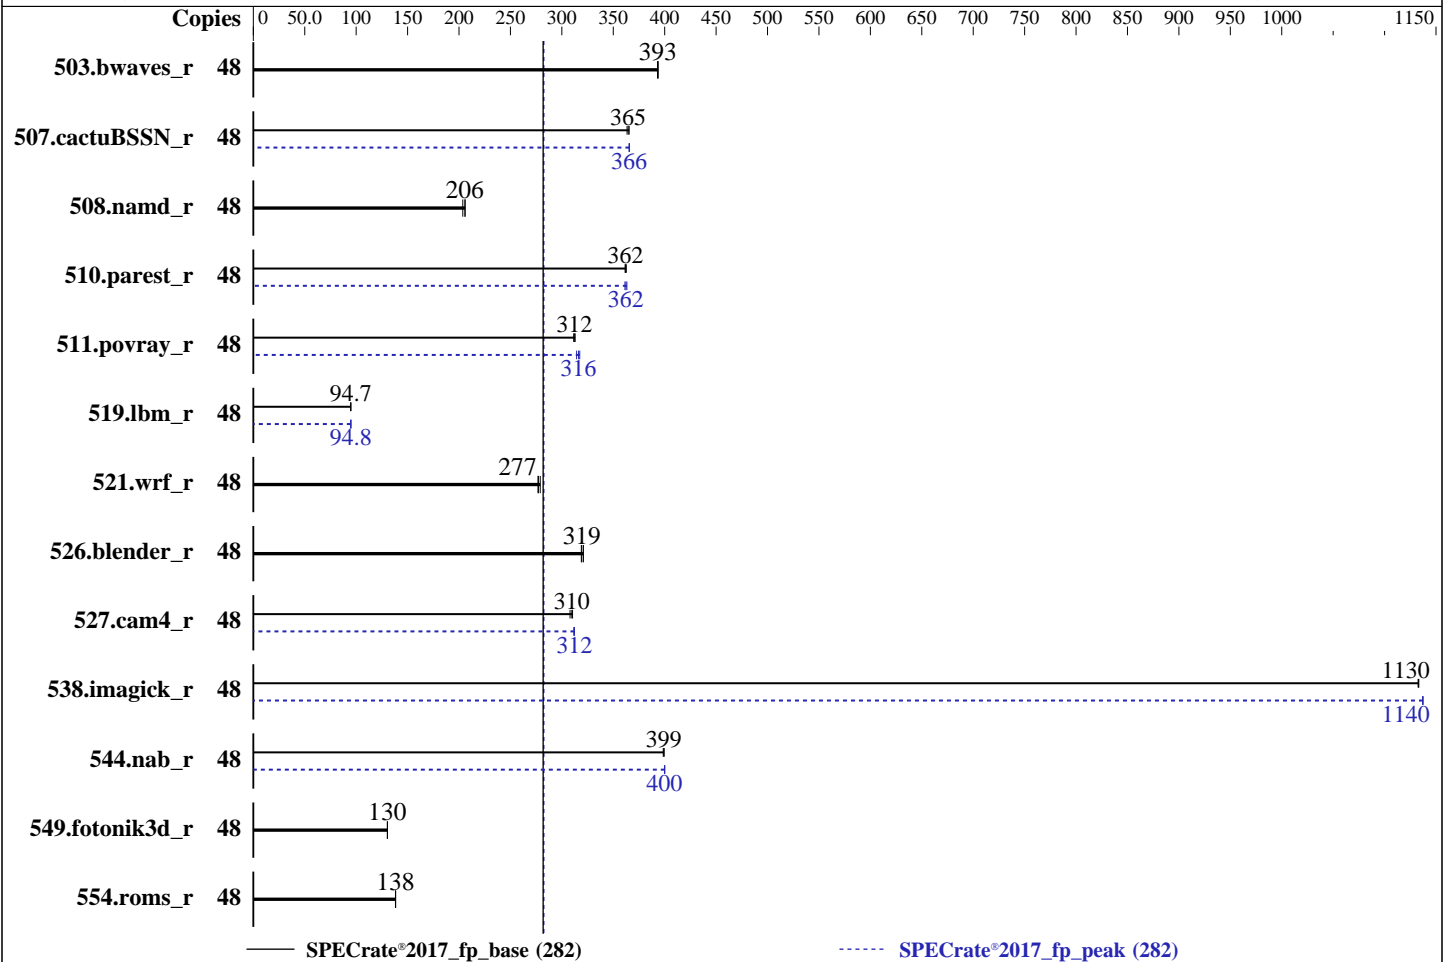 Copies 0 50.0 100 150 200 250 300 350 400 450 500 550 600 650 700 750 800 850 900 950 1000 1150
503.bwaves_r 48 393
507.cactuBSSN_r 48 365
366
508.namd_r 48 206
510.parest_r 48 362
362
511.povray_r 48 312
316
519.lbm_r 48 94.7
94.8
521.wrf_r 48 277
526.blender_r 48 319
527.cam4_r 48 310
312
538.imagick_r 48 1130
1140
544.nab_r 48 399
400
549.fotonik3d_r 48 130
554.roms_r 48 138
SPECrate®2017_fp_base (282) SPECrate®2017_fp_peak (282)